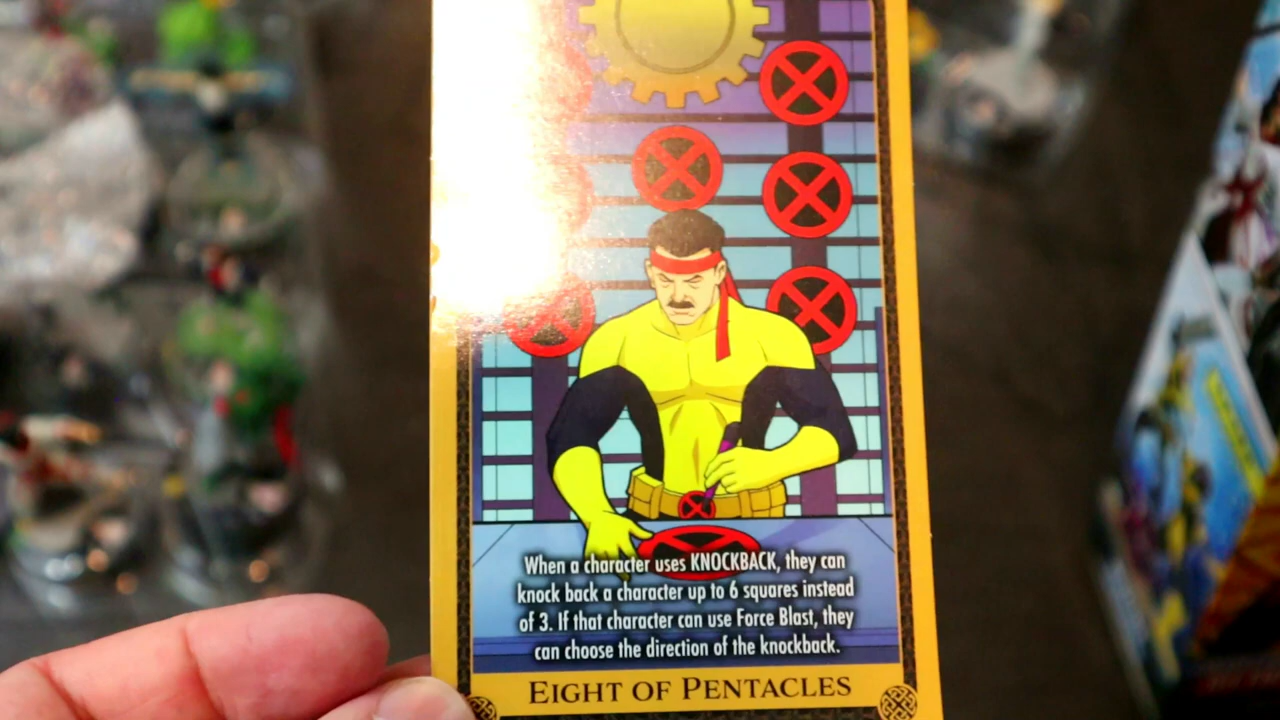 When a character uses KNOCKBACK, they can
knock back a character up to 6 squares instead
of 3. If that character can use Force Blast, they
can choose the direction of the knockback.
EIGHT OF PENTACLES